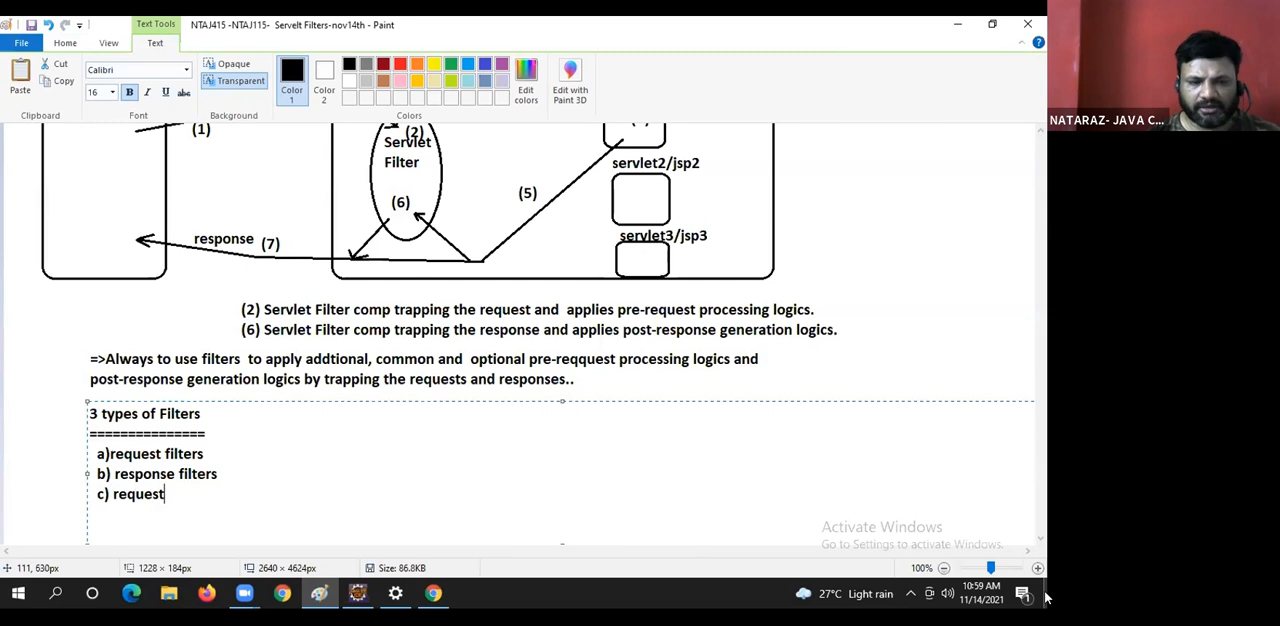 NTAJ415 -NTAJ115- Servelt Filters-nov14th - Paint
Text Tools
File
Home
View
Text
Paste
Cut
Copy
Clipboard
Calibri
16
B I U abc
Font
Opaque
Transparent
Background
Color 1
Color 2
Edit colors
Colors
Edit with Paint 3D
NATARAZ- JAVA C...
(1)
(2)
Servlet
Filter
(6)
(5)
servlet2/jsp2
servlet3/jsp3
response (7)
(2) Servlet Filter comp trapping the request and applies pre-request processing logics.
(6) Servlet Filter comp trapping the response and applies post-response generation logics.
=>Always to use filters to apply addtional, common and optional pre-reqquest processing logics and
post-response generation logics by trapping the requests and responses..
3 types of Filters
===============
a)request filters
b) response filters
c) request
Activate Windows
Go to Settings to activate Windows.
111, 630px
1228 × 184px
2640 × 4624px
Size: 86.8KB
100%
27°C Light rain
10:59 AM
11/14/2021
1